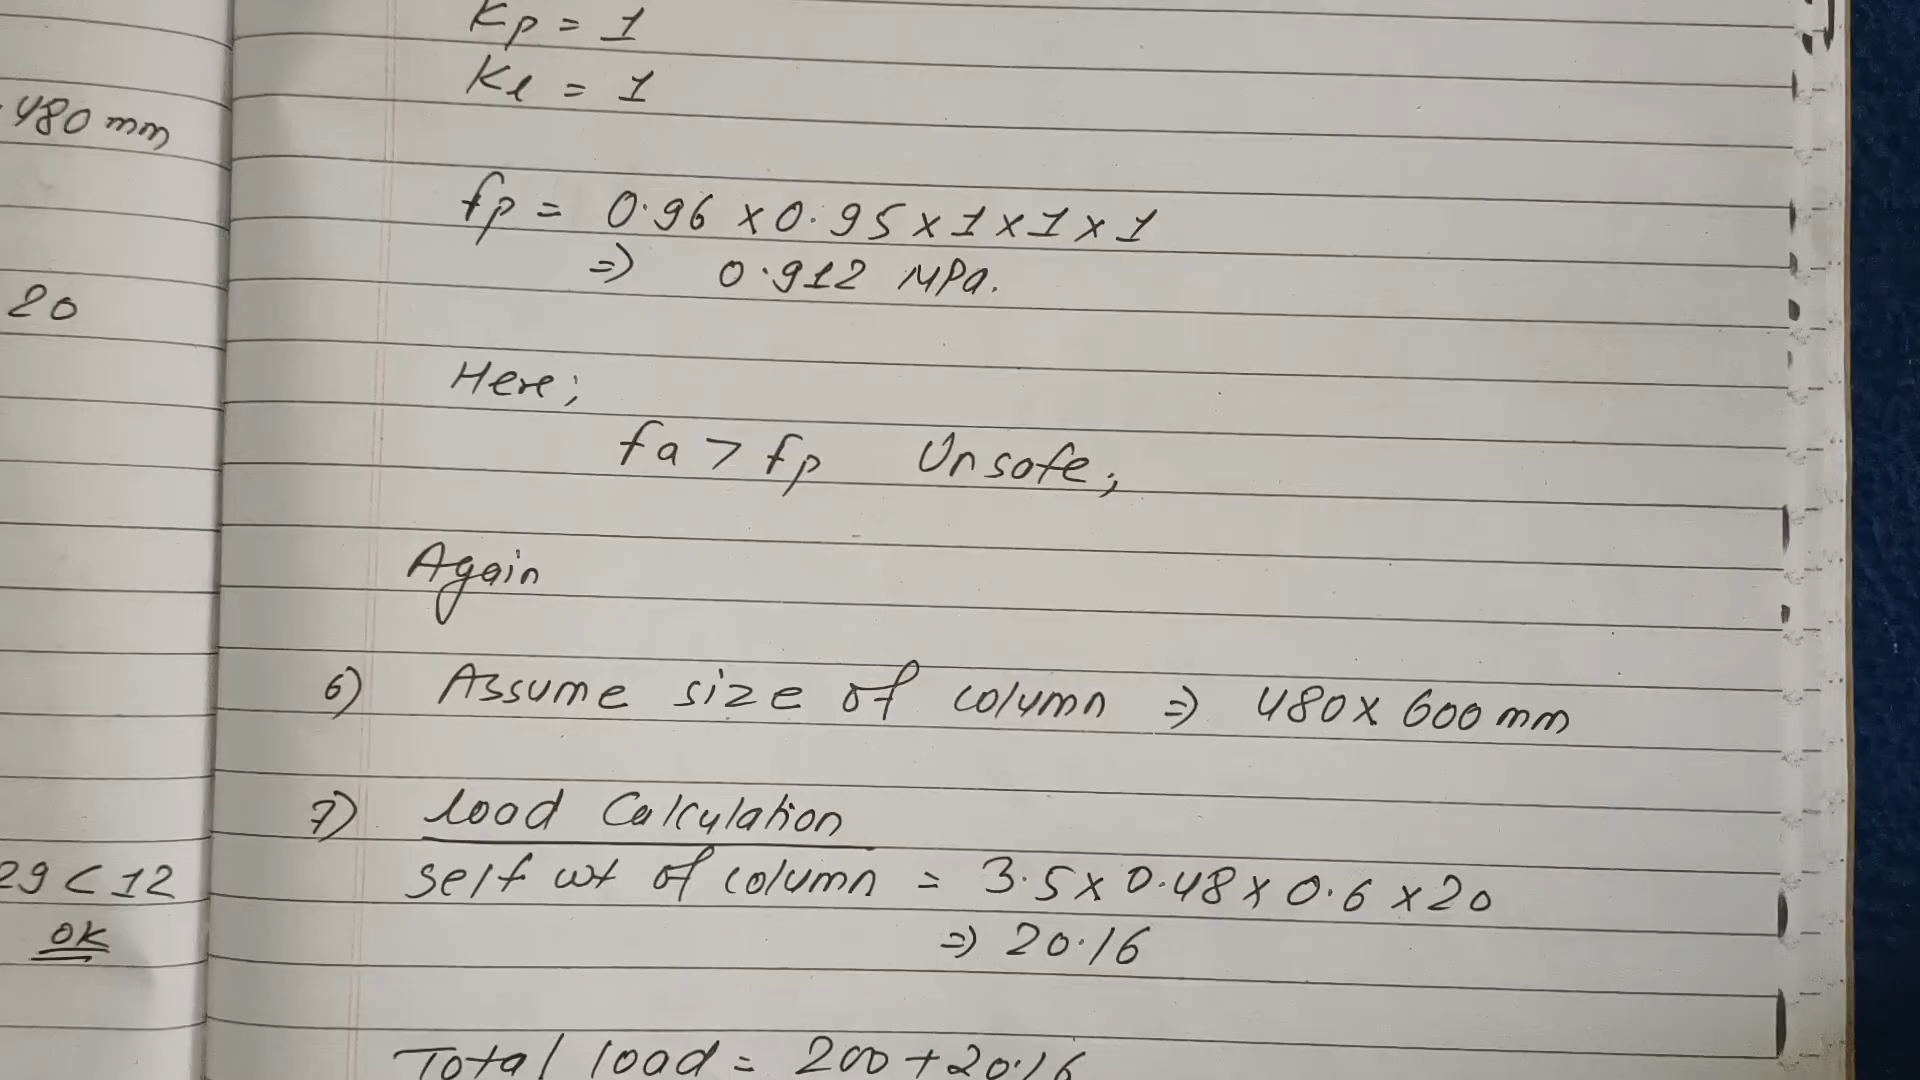 480 mm
20
29 < 12
OK
Kp = 1
Kl = 1
fp = 0.96 x 0.95 x 1 x 1 x 1
=> 0.912 MPa.
Here;
fa > fp Unsafe;
Again
6) Assume size of column => 480 x 600 mm
7) load Calculation
self wt of column = 3.5 x 0.48 x 0.6 x 20
=> 20.16
Total load = 200 + 20.16